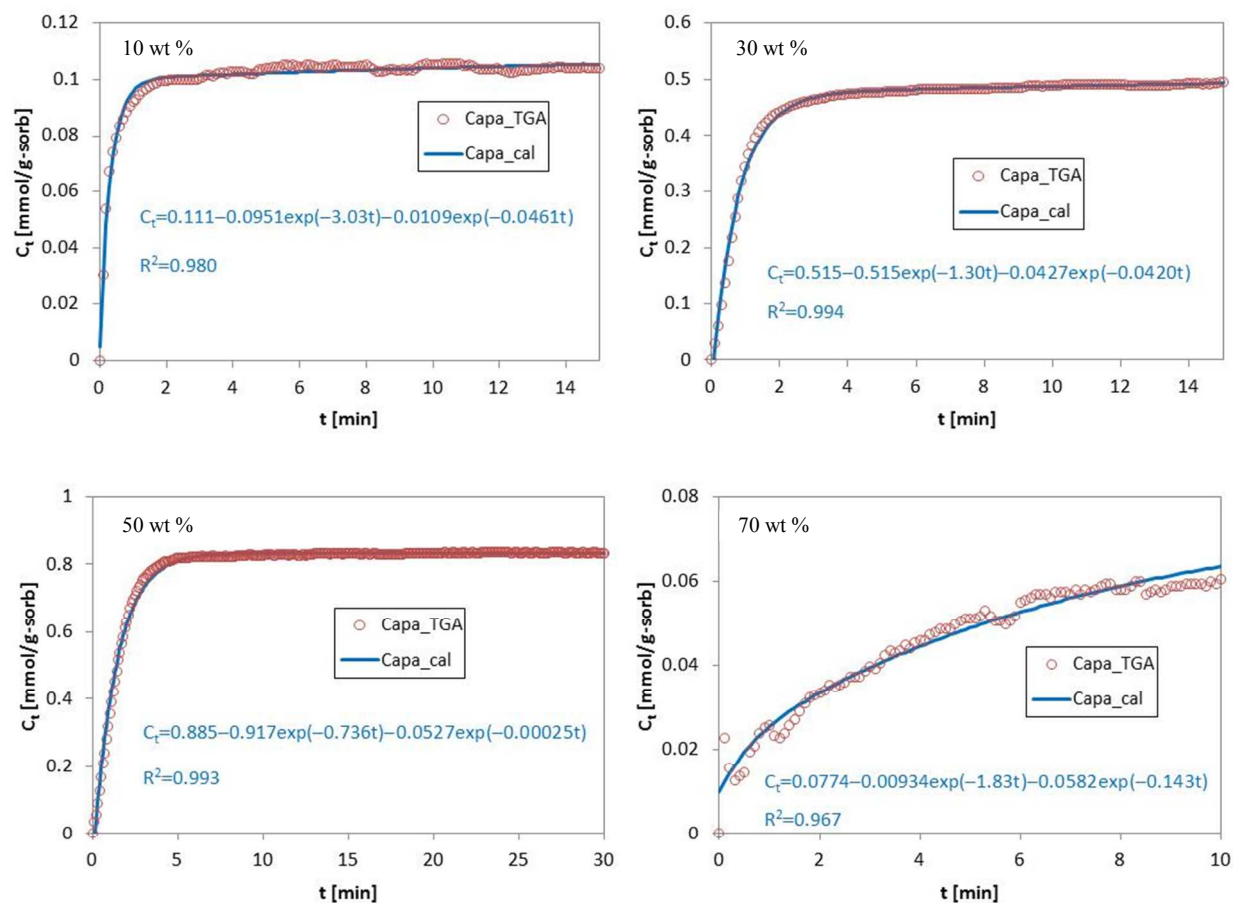 10 wt %
C_t [mmol/g-sorb]
0.12
0.1
0.08
0.06
0.04
0.02
0
Capa_TGA
Capa_cal
C_t=0.111−0.0951exp(−3.03t)−0.0109exp(−0.0461t)
R²=0.980
0 2 4 6 8 10 12 14
t [min]
30 wt %
C_t [mmol/g-sorb]
0.6
0.5
0.4
0.3
0.2
0.1
0
Capa_TGA
Capa_cal
C_t=0.515−0.515exp(−1.30t)−0.0427exp(−0.0420t)
R²=0.994
0 2 4 6 8 10 12 14
t [min]
50 wt %
C_t [mmol/g-sorb]
1
0.8
0.6
0.4
0.2
0
Capa_TGA
Capa_cal
C_t=0.885−0.917exp(−0.736t)−0.0527exp(−0.00025t)
R²=0.993
0 5 10 15 20 25 30
t [min]
70 wt %
C_t [mmol/g-sorb]
0.08
0.06
0.04
0.02
0
Capa_TGA
Capa_cal
C_t=0.0774−0.00934exp(−1.83t)−0.0582exp(−0.143t)
R²=0.967
0 2 4 6 8 10
t [min]